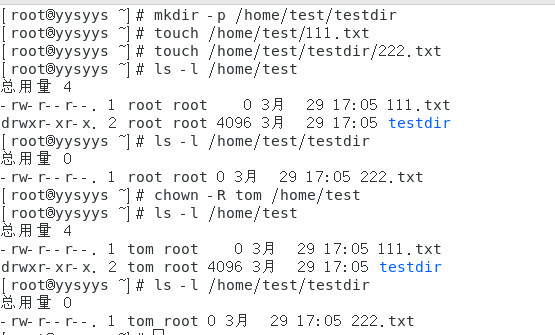 [root@yysyys ~]# mkdir -p /home/test/testdir
[root@yysyys ~]# touch /home/test/111.txt
[root@yysyys ~]# touch /home/test/testdir/222.txt
[root@yysyys ~]# ls -l /home/test
总用量 4
-rw-r--r--. 1 root root    0 3月  29 17:05 111.txt
drwxr-xr-x. 2 root root 4096 3月  29 17:05 testdir
[root@yysyys ~]# ls -l /home/test/testdir
总用量 0
-rw-r--r--. 1 root root 0 3月  29 17:05 222.txt
[root@yysyys ~]# chown -R tom /home/test
[root@yysyys ~]# ls -l /home/test
总用量 4
-rw-r--r--. 1 tom root    0 3月  29 17:05 111.txt
drwxr-xr-x. 2 tom root 4096 3月  29 17:05 testdir
[root@yysyys ~]# ls -l /home/test/testdir
总用量 0
-rw-r--r--. 1 tom root 0 3月  29 17:05 222.txt